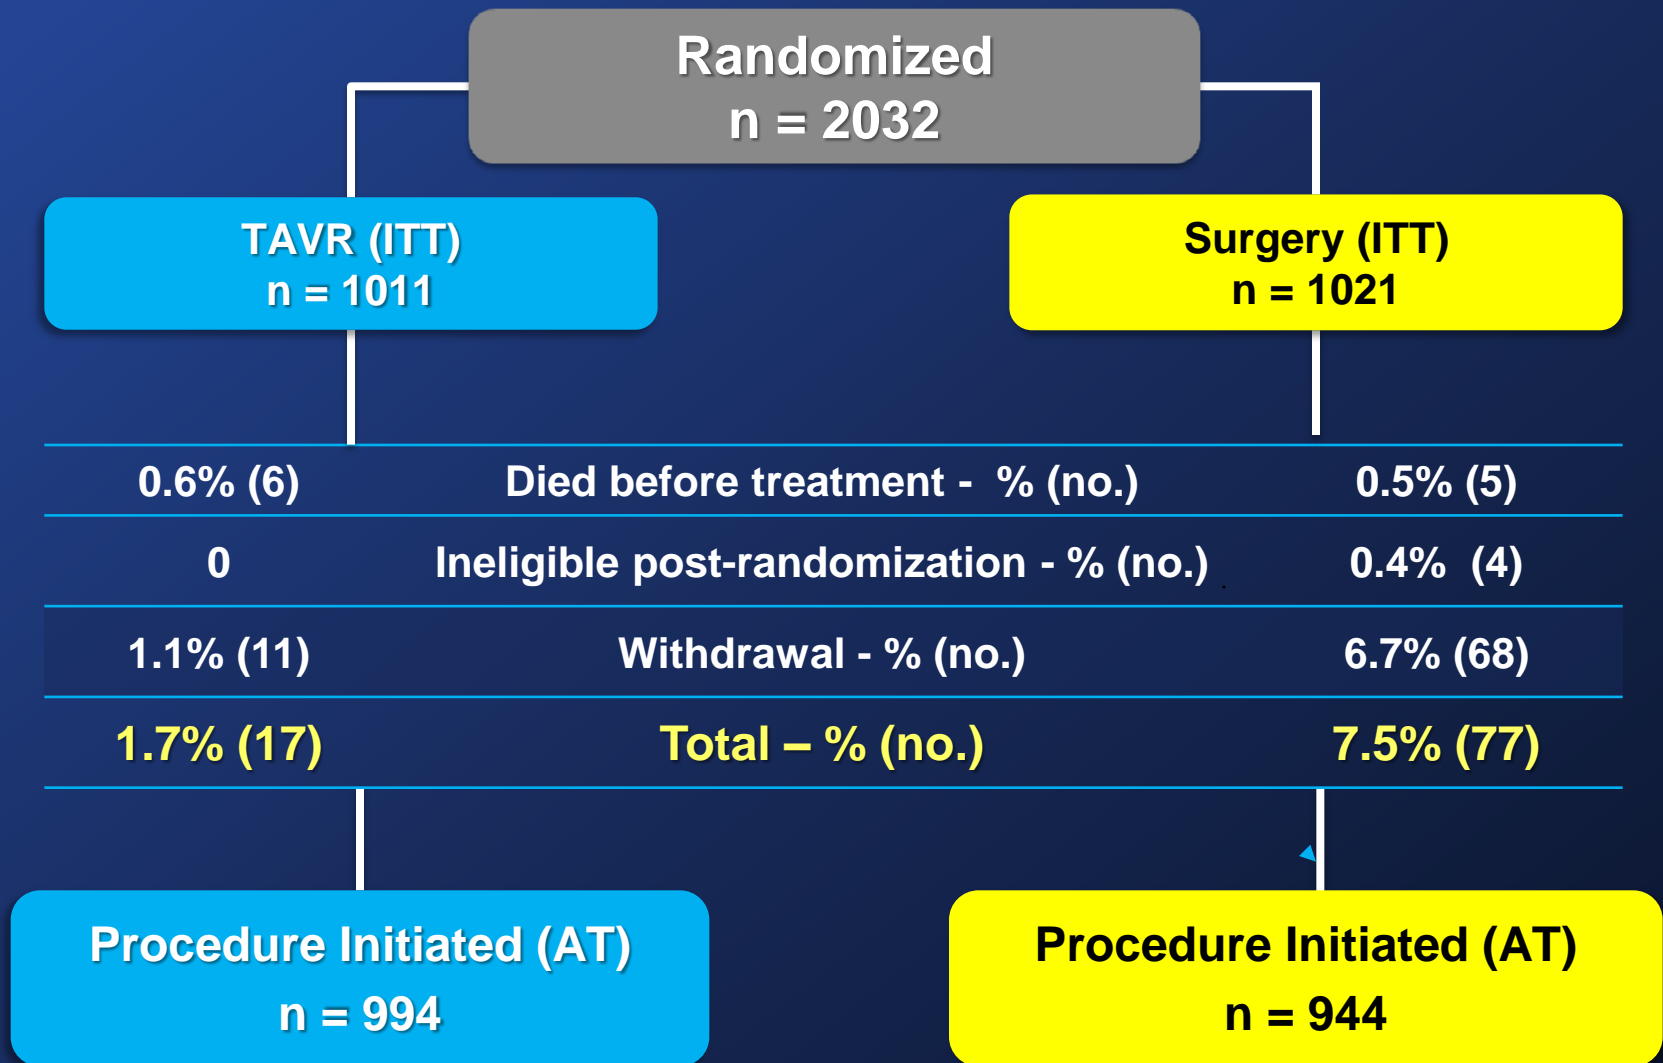 Randomized
n = 2032
TAVR (ITT)
n = 1011
Surgery (ITT)
n = 1021
0.6% (6) Died before treatment - % (no.) 0.5% (5)
0 Ineligible post-randomization - % (no.) 0.4% (4)
1.1% (11) Withdrawal - % (no.) 6.7% (68)
1.7% (17) Total – % (no.) 7.5% (77)
Procedure Initiated (AT)
n = 994
Procedure Initiated (AT)
n = 944